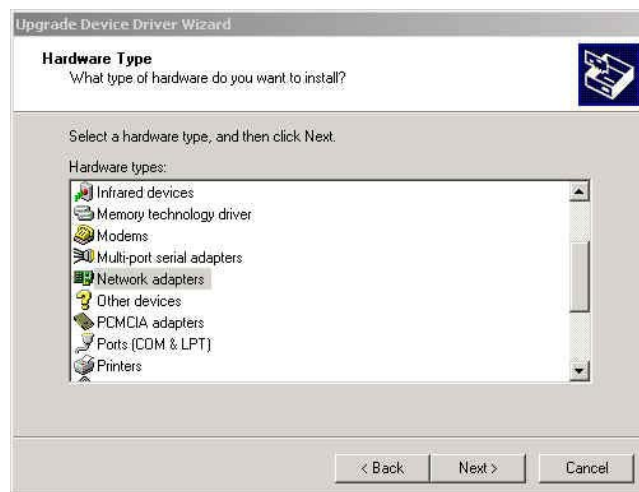 Upgrade Device Driver Wizard
Hardware Type
What type of hardware do you want to install?
Select a hardware type, and then click Next.
Hardware types:
Infrared devices
Memory technology driver
Modems
Multi-port serial adapters
Network adapters
Other devices
PCMCIA adapters
Ports (COM & LPT)
Printers
< Back Next > Cancel